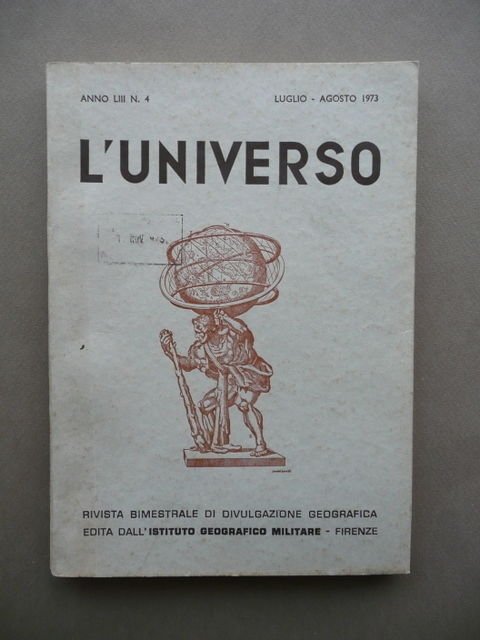 ANNO LIII N. 4
LUGLIO - AGOSTO 1973
L'UNIVERSO
RIVISTA BIMESTRALE DI DIVULGAZIONE GEOGRAFICA
EDITA DALL'ISTITUTO GEOGRAFICO MILITARE - FIRENZE